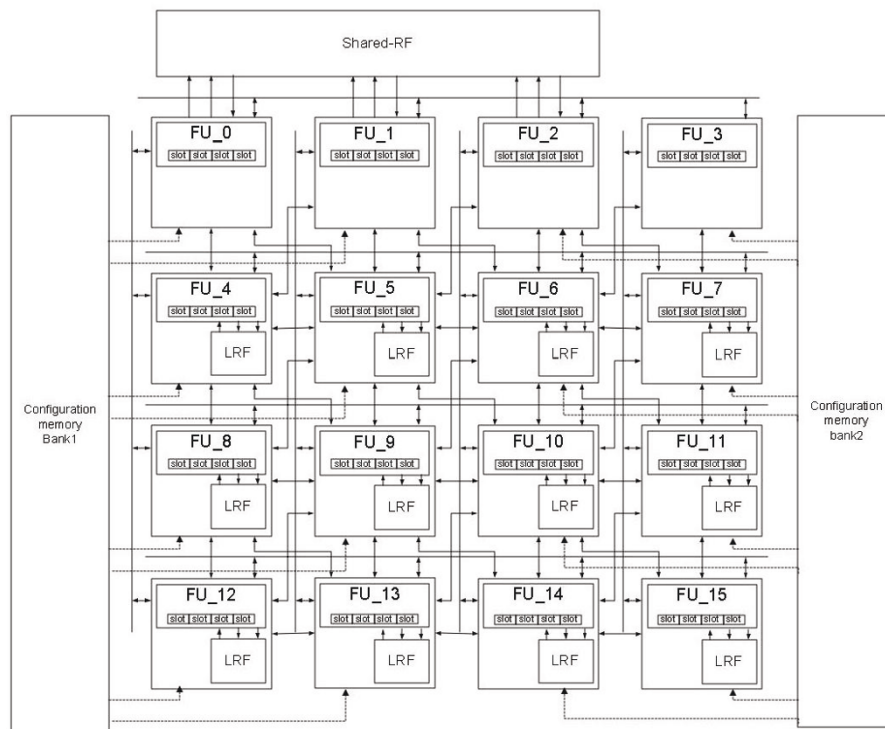 Shared-RF
FU_0 FU_1 FU_2 FU_3
slot slot slot slot slot slot slot slot slot slot slot slot slot slot slot slot
FU_4 FU_5 FU_6 FU_7
slot slot slot slot slot slot slot slot slot slot slot slot slot slot slot slot
LRF LRF LRF LRF
Configuration
memory
Bank1
Configuration
memory
bank2
FU_8 FU_9 FU_10 FU_11
slot slot slot slot slot slot slot slot slot slot slot slot slot slot slot slot
LRF LRF LRF LRF
FU_12 FU_13 FU_14 FU_15
slot slot slot slot slot slot slot slot slot slot slot slot slot slot slot slot
LRF LRF LRF LRF